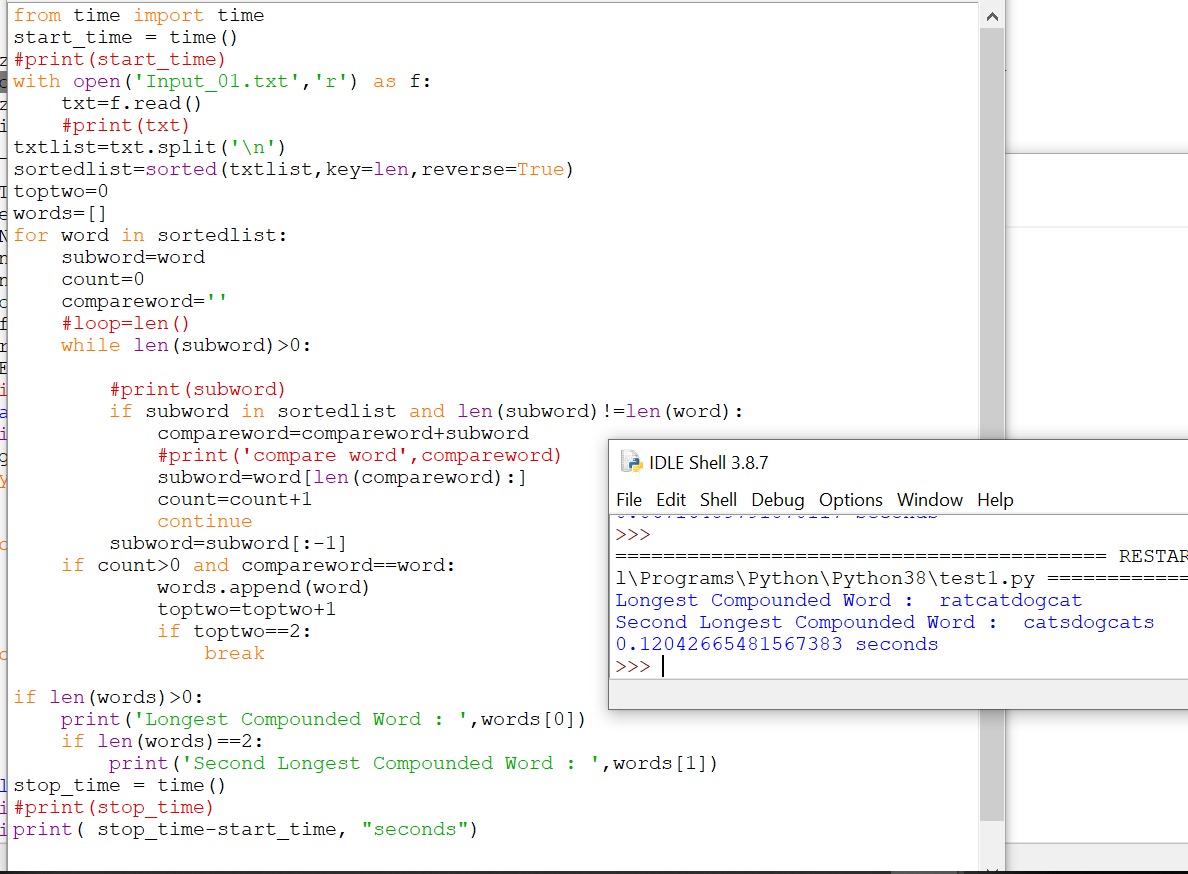 from time import time
start_time = time()
#print(start_time)
with open('Input_01.txt','r') as f:
    txt=f.read()
    #print(txt)
txtlist=txt.split('\n')
sortedlist=sorted(txtlist,key=len,reverse=True)
toptwo=0
words=[]
for word in sortedlist:
    subword=word
    count=0
    compareword=''
    #loop=len()
    while len(subword)>0:
        #print(subword)
        if subword in sortedlist and len(subword)!=len(word):
            compareword=compareword+subword
            #print('compare word',compareword)
            subword=word[len(compareword):]
            count=count+1
            continue
        subword=subword[:-1]
    if count>0 and compareword==word:
            words.append(word)
            toptwo=toptwo+1
            if toptwo==2:
                break
if len(words)>0:
    print('Longest Compounded Word : ',words[0])
    if len(words)==2:
        print('Second Longest Compounded Word : ',words[1])
stop_time = time()
#print(stop_time)
print( stop_time-start_time, "seconds")
IDLE Shell 3.8.7
File Edit Shell Debug Options Window Help
>>>
========================================= RESTAR
l\Programs\Python\Python38\test1.py ============
Longest Compounded Word :  ratcatdogcat
Second Longest Compounded Word :  catsdogcats
0.12042665481567383 seconds
>>>